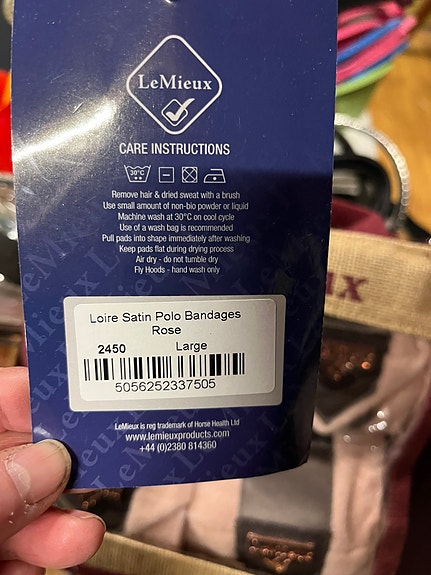 LeMieux
CARE INSTRUCTIONS
30°C
Remove hair & dried sweat with a brush
Use small amount of non-bio powder or liquid
Machine wash at 30°C on cool cycle
Use of a wash bag is recommended
Pull pads into shape immediately after washing
Keep pads flat during drying process
Air dry - do not tumble dry
Fly Hoods - hand wash only
Loire Satin Polo Bandages
Rose
2450 Large
5056252337505
LeMieux is reg trademark of Horse Health Ltd
www.lemieuxproducts.com
+44 (0)2380 814360
ux